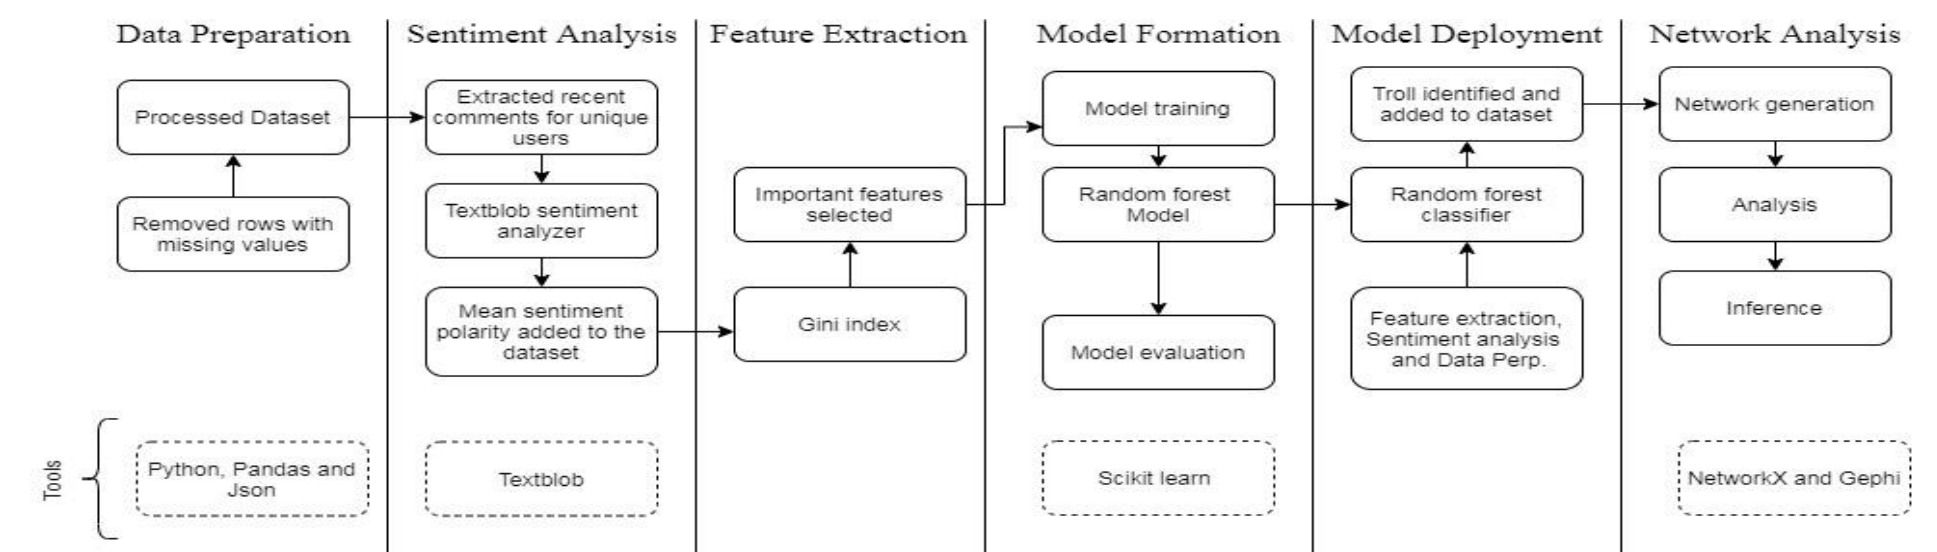 Data Preparation
Sentiment Analysis
Feature Extraction
Model Formation
Model Deployment
Network Analysis
Processed Dataset
Removed rows with
missing values
Extracted recent
comments for unique
users
Textblob sentiment
analyzer
Mean sentiment
polarity added to the
dataset
Important features
selected
Gini index
Model training
Random forest
Model
Model evaluation
Troll identified and
added to dataset
Random forest
classifier
Feature extraction,
Sentiment analysis
and Data Perp.
Network generation
Analysis
Inference
Tools
Python, Pandas and
Json
Textblob
Scikit learn
NetworkX and Gephi